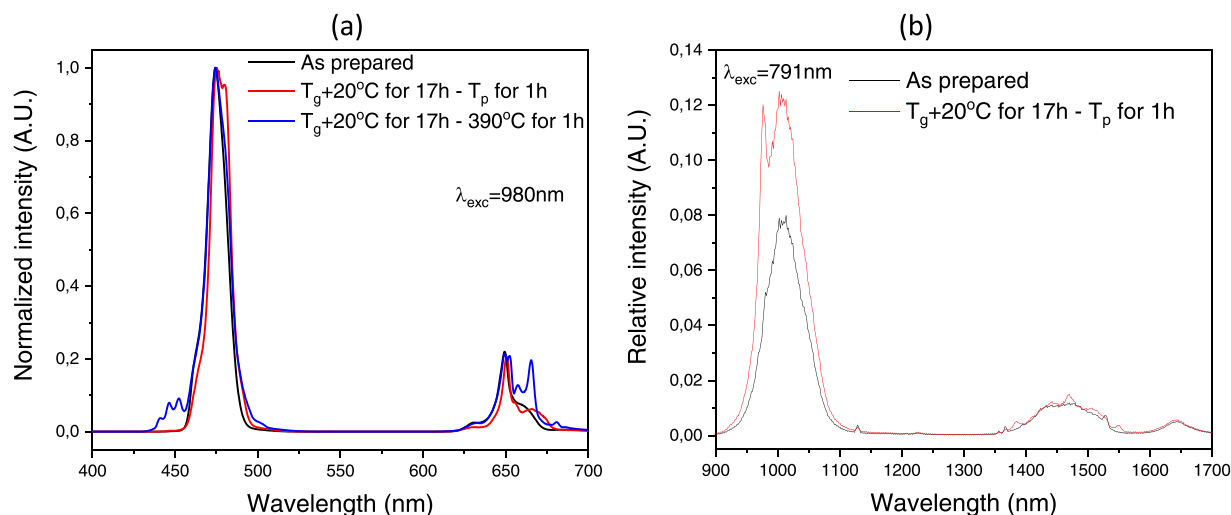 (a)
As prepared
Tg+20°C for 17h - Tp for 1h
Tg+20°C for 17h - 390°C for 1h
λexc=980nm
1,0
0,8
0,6
0,4
0,2
0,0
Normalized intensity (A.U.)
400 450 500 550 600 650 700
Wavelength (nm)
(b)
λexc=791nm
As prepared
Tg+20°C for 17h - Tp for 1h
0,14
0,12
0,10
0,08
0,06
0,04
0.02
0,00
Relative intensity (A.U.)
900 1000 1100 1200 1300 1400 1500 1600 1700
Wavelength (nm)